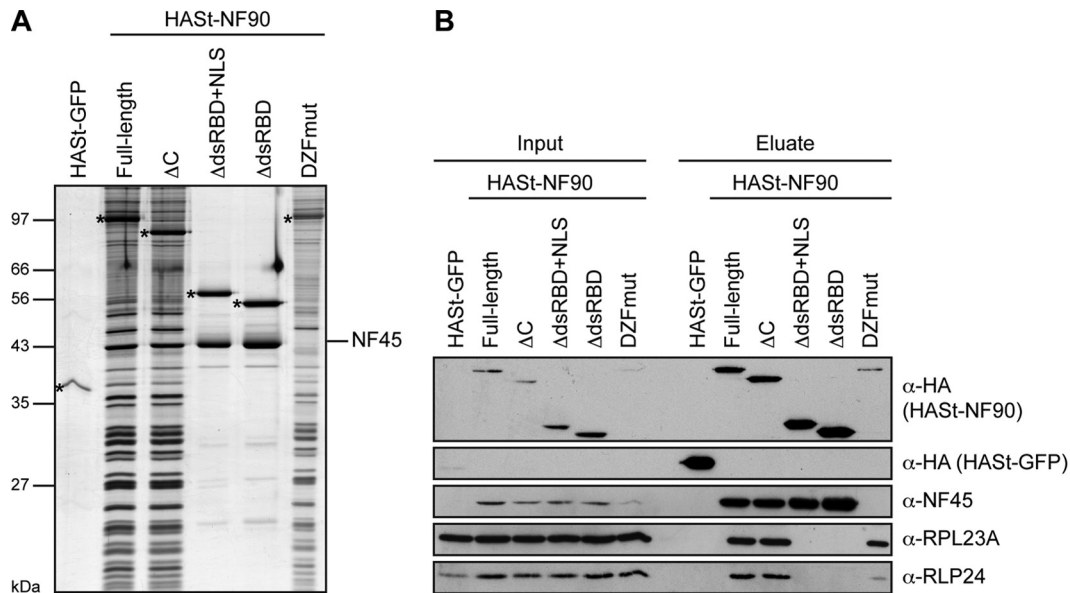 A
HASt-NF90
HASt-GFP
Full-length
ΔC
ΔdsRBD+NLS
ΔdsRBD
DZFmut
97
66
56
43
35
27
kDa
*
*
*
*
*
*
NF45
B
Input
Eluate
HASt-NF90
HASt-NF90
HASt-GFP
Full-length
ΔC
ΔdsRBD+NLS
ΔdsRBD
DZFmut
HASt-GFP
Full-length
ΔC
ΔdsRBD+NLS
ΔdsRBD
DZFmut
α-HA
(HASt-NF90)
α-HA (HASt-GFP)
α-NF45
α-RPL23A
α-RLP24